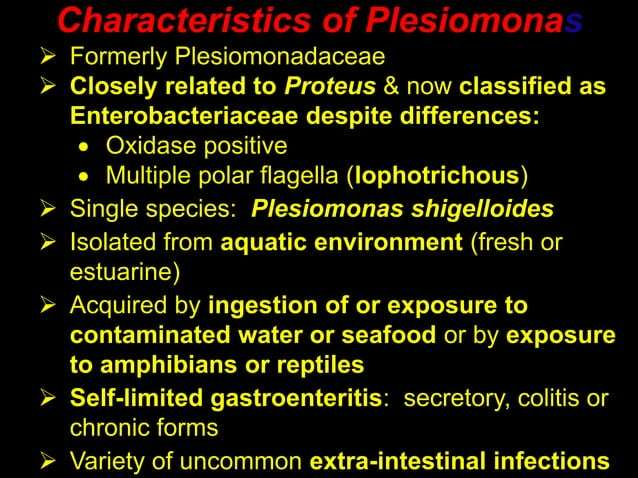 Characteristics of Plesiomonas
➢ Formerly Plesiomonadaceae
➢ Closely related to Proteus & now classified as
Enterobacteriaceae despite differences:
• Oxidase positive
• Multiple polar flagella (lophotrichous)
➢ Single species:  Plesiomonas shigelloides
➢ Isolated from aquatic environment (fresh or
estuarine)
➢ Acquired by ingestion of or exposure to
contaminated water or seafood or by exposure
to amphibians or reptiles
➢ Self-limited gastroenteritis:  secretory, colitis or
chronic forms
➢ Variety of uncommon extra-intestinal infections